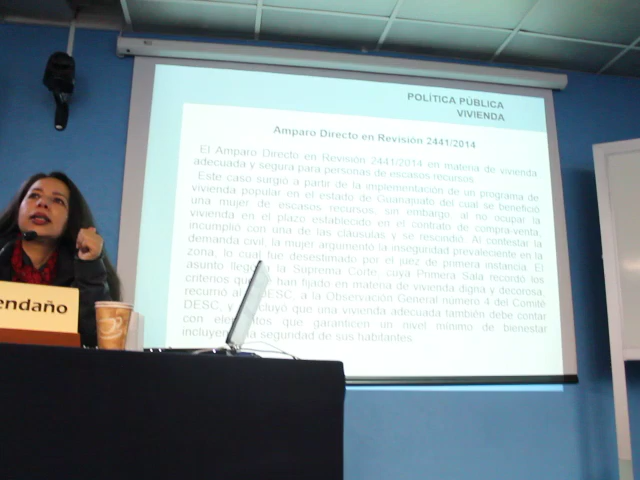 POLÍTICA PÚBLICA
VIVIENDA
Amparo Directo en Revisión 2441/2014
El Amparo Directo en Revisión 2441/2014 en materia de vivienda
adecuada y segura para personas de escasos recursos.
Este caso surgió a partir de la implementación de un programa de
vivienda popular en el estado de Guanajuato del cual se benefició
una mujer de escasos recursos, sin embargo, al no ocupar la
vivienda en el plazo establecido en el contrato de compra-venta,
incumplió con una de las cláusulas y se rescindió. Al contestar la
demanda civil, la mujer argumentó la inseguridad prevaleciente en la
zona, lo cual fue desestimado por el juez de primera instancia. El
asunto llegó la Suprema Corte, cuya Primera Sala recordó los
criterios que han fijado en materia de vivienda digna y decorosa,
recurrió al DESC, a la Observación General número 4 del Comité
DESC, y que una vivienda adecuada también debe contar
con que garanticen un nivel mínimo de bienestar
seguridad de sus habitantes.
endaño